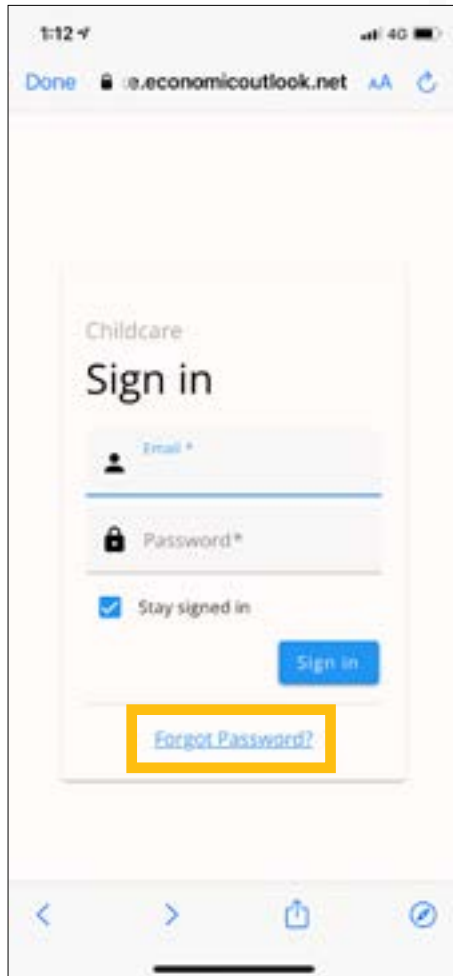 1:12 4G
Done e.economicoutlook.net AA
Childcare
Sign in
Email *
Password*
Stay signed in
Sign in
Forgot Password?